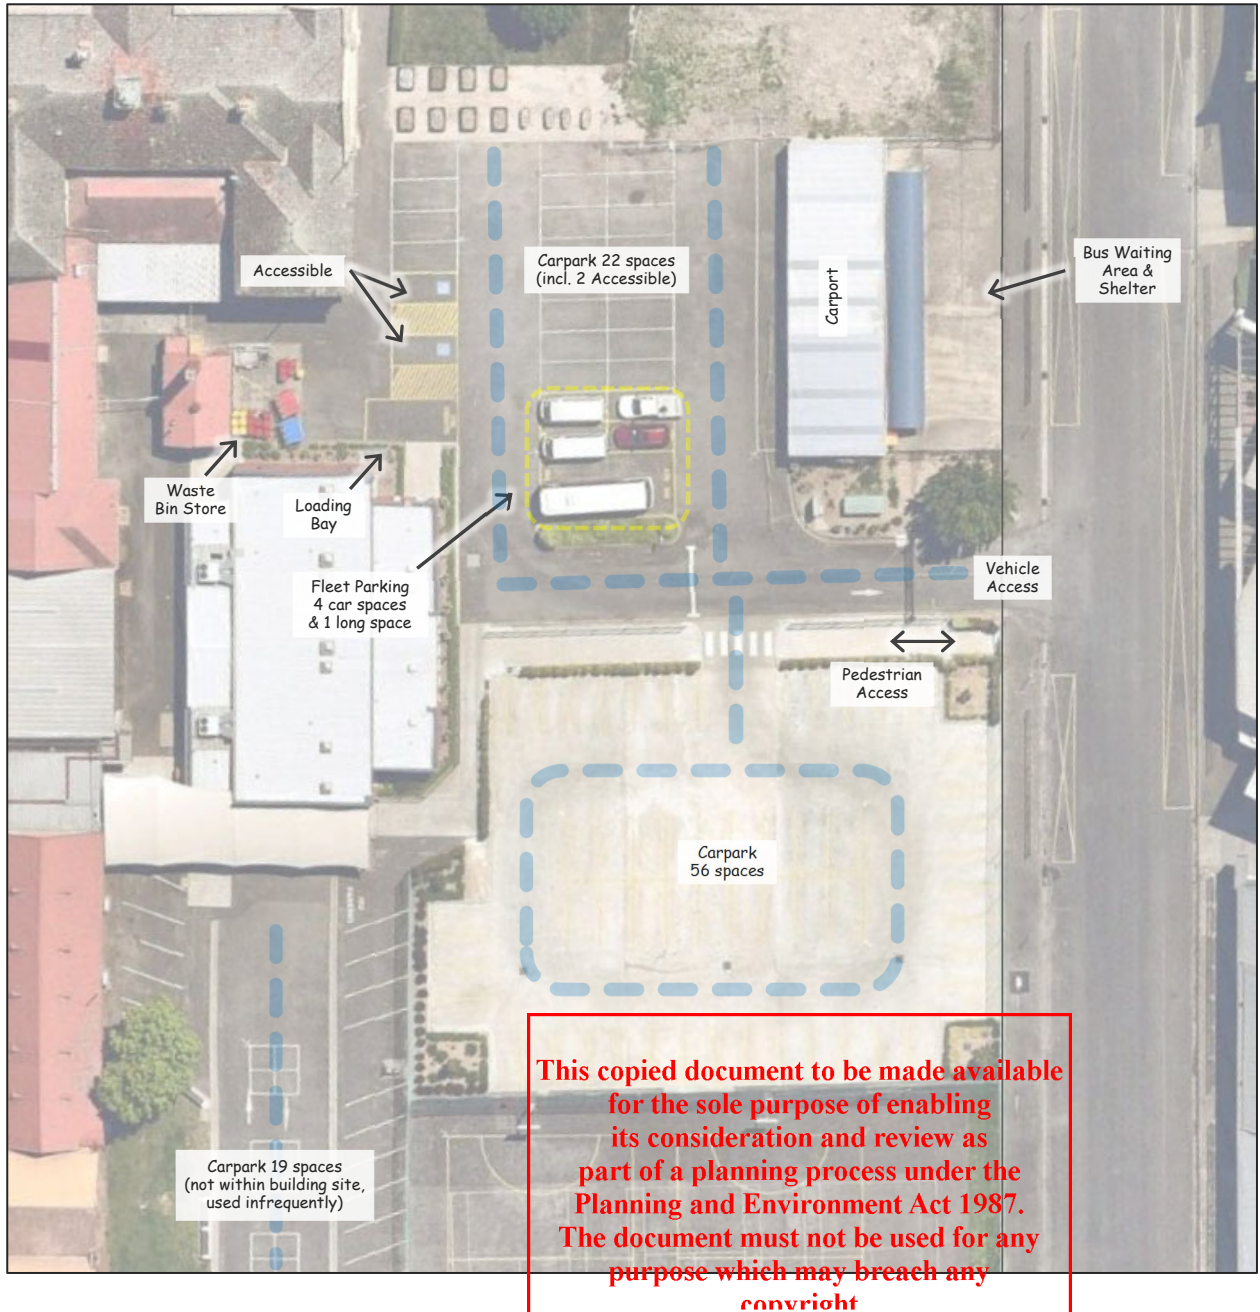 Accessible
Carpark 22 spaces
(incl. 2 Accessible)
Carport
Bus Waiting
Area &
Shelter
Waste
Bin Store
Loading
Bay
Fleet Parking
4 car spaces
& 1 long space
Vehicle
Access
Pedestrian
Access
Carpark
56 spaces
Carpark 19 spaces
(not within building site,
used infrequently)
This copied document to be made available
for the sole purpose of enabling
its consideration and review as
part of a planning process under the
Planning and Environment Act 1987.
The document must not be used for any
purpose which may breach any
copyright